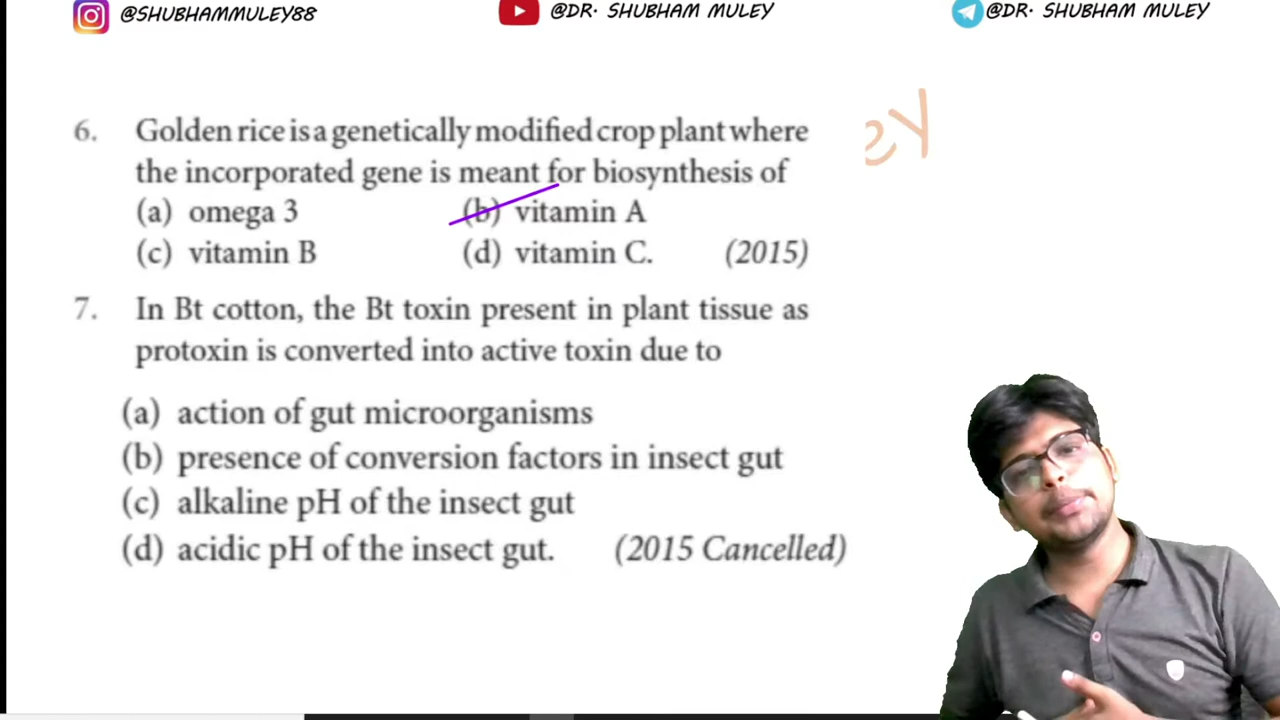 @SHUBHAMMULEY88 @DR. SHUBHAM MULEY @DR. SHUBHAM MULEY
6. Golden rice is a genetically modified crop plant where
the incorporated gene is meant for biosynthesis of
(a) omega 3 (b) vitamin A
(c) vitamin B (d) vitamin C. (2015)
7. In Bt cotton, the Bt toxin present in plant tissue as
protoxin is converted into active toxin due to
(a) action of gut microorganisms
(b) presence of conversion factors in insect gut
(c) alkaline pH of the insect gut
(d) acidic pH of the insect gut. (2015 Cancelled)